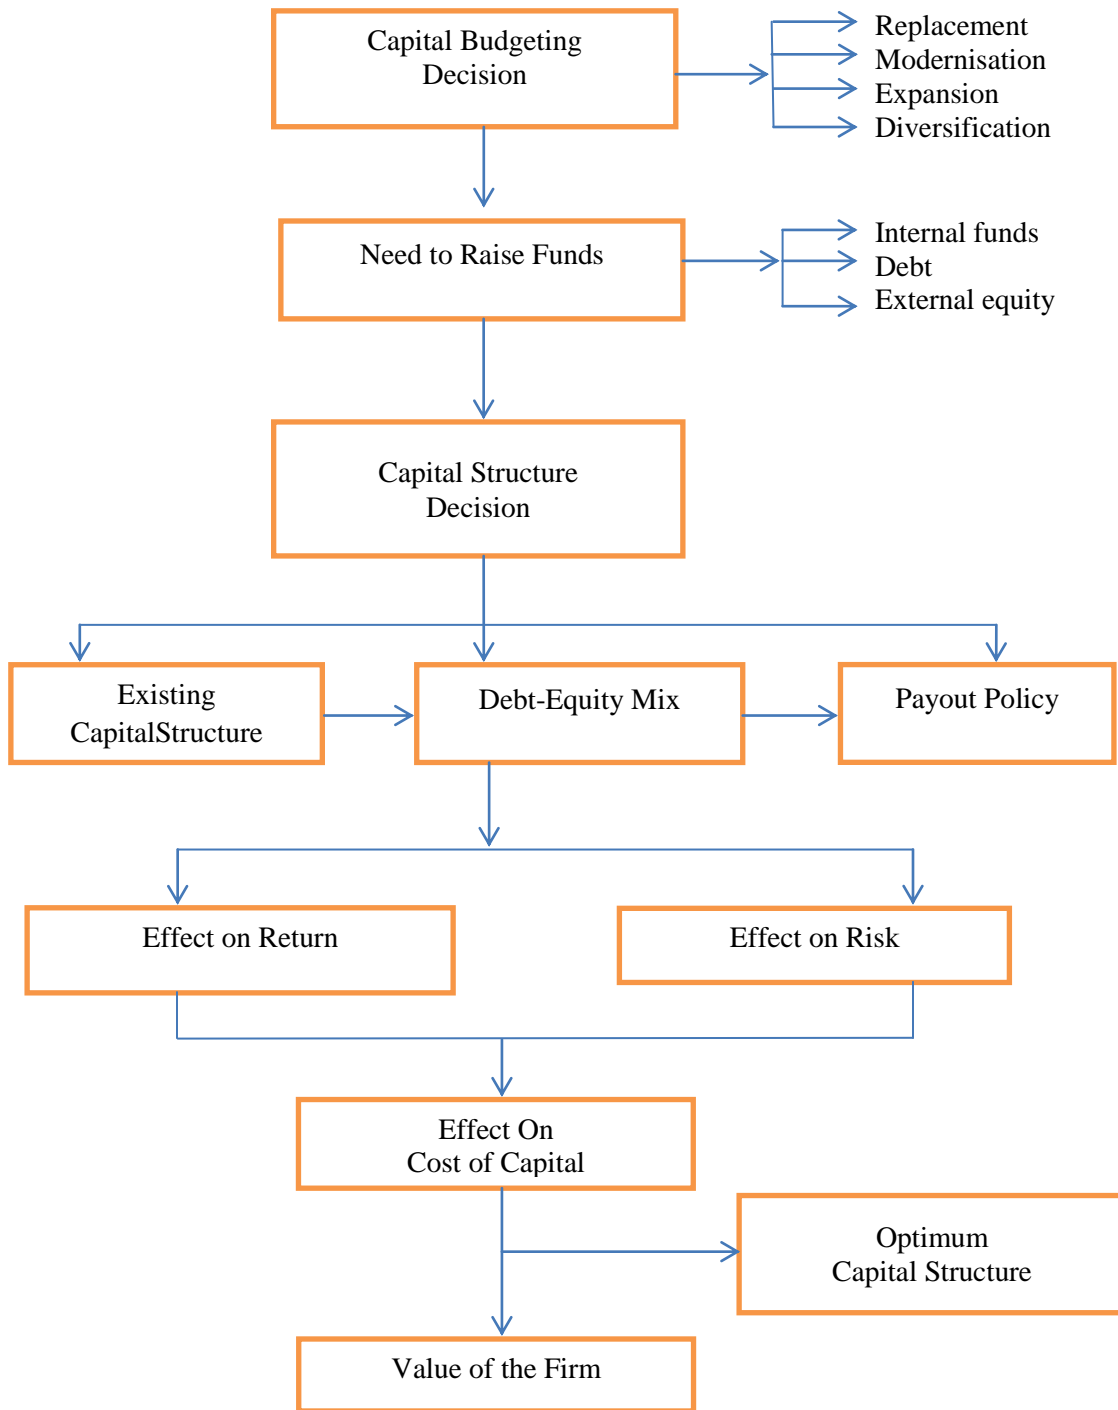 Capital Budgeting
Decision
Replacement
Modernisation
Expansion
Diversification
Need to Raise Funds
Internal funds
Debt
External equity
Capital Structure
Decision
Existing
CapitalStructure
Debt-Equity Mix
Payout Policy
Effect on Return
Effect on Risk
Effect On
Cost of Capital
Optimum
Capital Structure
Value of the Firm